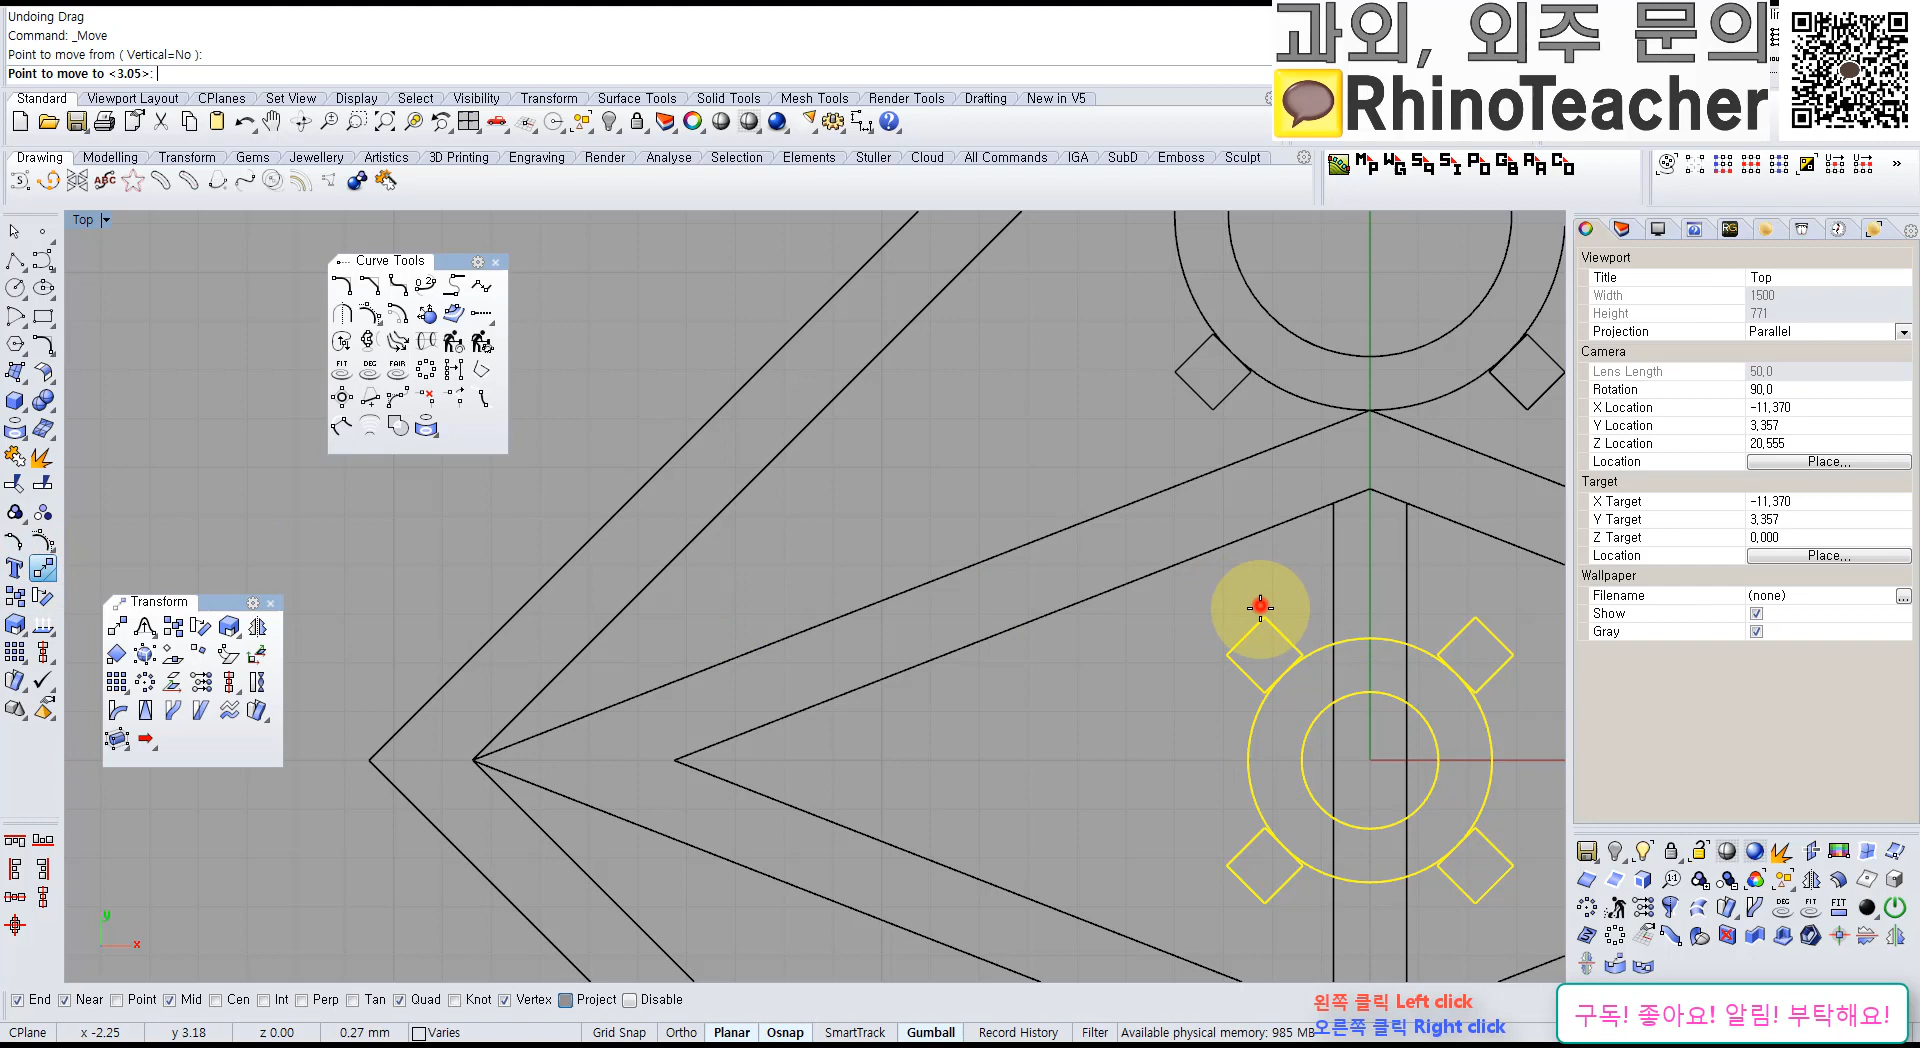 Undoing Drag
Command: _Move
Point to move from ( Vertical=No ):
Point to move to <3.05>:
과외, 외주 문의
RhinoTeacher
Standard Viewport Layout CPlanes Set View Display Select Visibility Transform Surface Tools Solid Tools Mesh Tools Render Tools Drafting New in V5
Drawing Modelling Transform Gems Jewellery Artistics 3D Printing Engraving Render Analyse Selection Elements Stuller Cloud All Commands IGA SubD Emboss Sculpt
Top
Curve Tools
FIT DEG FAIR
Transform
Viewport
Title Top
Width 1500
Height 771
Projection Parallel
Camera
Lens Length 50,0
Rotation 90,0
X Location -11,370
Y Location 3,357
Z Location 20,555
Location Place...
Target
X Target -11,370
Y Target 3,357
Z Target 0,000
Location Place...
Wallpaper
Filename (none) ...
Show
Gray
DEG FIT FIT
y
x
End Near Point Mid Cen Int Perp Tan Quad Knot Vertex Project Disable
왼쪽 클릭 Left click
오른쪽 클릭 Right click
구독! 좋아요! 알림! 부탁해요!
CPlane x -2.25 y 3.18 z 0.00 0.27 mm Varies Grid Snap Ortho Planar Osnap SmartTrack Gumball Record History Filter Available physical memory: 985 MB